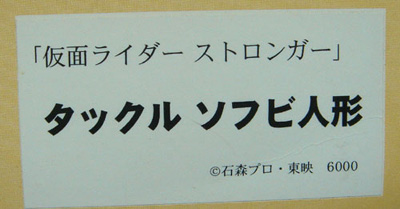 「仮面ライダー ストロンガー」
タックル ソフビ人形
©石森プロ・東映 6000